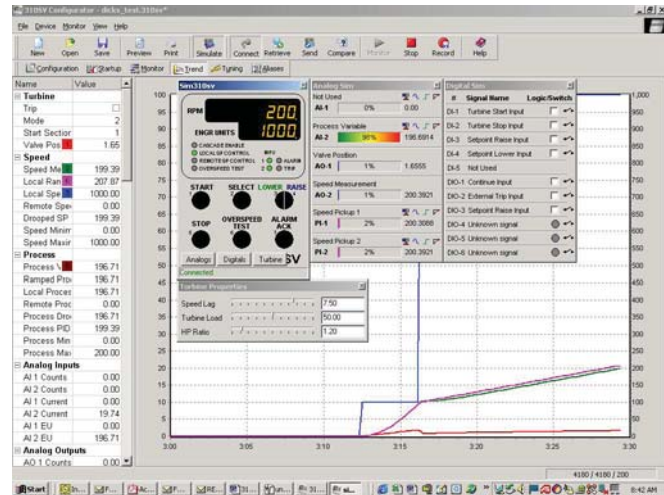 310SV Configurator - dicks_test.310sv*
File Device Monitor View Help
New Open Save Preview Print Simulate Connect Retrieve Send Compare Monitor Stop Record Help
Configuration Startup Monitor Trend Tuning Aliases
Name Value
Turbine
Trip
Mode 2
Start Section 1
Valve Pos 1.65
Speed
Speed Me 199.39
Local Ram 207.87
Local Spe 1000.00
Remote Spe 0.00
Drooped SP 199.39
Speed Minim 0.00
Speed Maxir 1000.00
Process
Process V 196.71
Ramped Pro 196.71
Local Proces 196.71
Remote Proc 0.00
Process Dro 196.71
Process PID 199.39
Process Min 0.00
Process Max 200.00
Analog Inputs
AI 1 Counts 0.00
AI 2 Counts 0.00
AI 1 Current 0.00
AI 2 Current 19.74
AI 1 EU 0.00
AI 2 EU 196.71
Analog Outputs
AO 1 Counts 0.00
Sim310sv
RPM 200.
ENGR UNITS 1000.
CASCADE ENABLE
LOCAL SP CONTROL MPU
REMOTE SP CONTROL 1 ALARM
OVERSPEED TEST 2 TRIP
START SELECT LOWER RAISE
STOP OVERSPEED TEST ALARM ACK
Analogs Digitals Turbine SV
Connected
Analog Sim
Not Used
AI-1 0% 0.00
Process Variable
AI-2 98% 196.6914
Valve Position
AO-1 1% 1.6555
Speed Measurement
AO-2 1% 200.3921
Speed Pickup 1
PI-1 2% 200.3088
Speed Pickup 2
PI-2 2% 200.3921
Digital Sim
# Signal Name Logic/Switch
DI-1 Turbine Start Input
DI-2 Turbine Stop Input
DI-3 Setpoint Raise Input
DI-4 Setpoint Lower Input
DI-5 Not Used
DIO-1 Continue Input
DIO-2 External Trip Input
DIO-3 Setpoint Raise Input
DIO-4 Unknown signal
DIO-5 Unknown signal
DIO-6 Unknown signal
Turbine Properties
Speed Lag 7.50
Turbine Load 50.00
HP Ratio 1.20
100
95
90
85
80
75
70
65
60
55
50
45
40
35
30
25
20
15
10
5
0
1,000
900
800
700
600
500
450
400
350
300
250
200
150
100
50
0
3:00 3:05 3:10 3:15 3:20 3:25 3:30
4180 / 4180 / 200
Start
8:42 AM